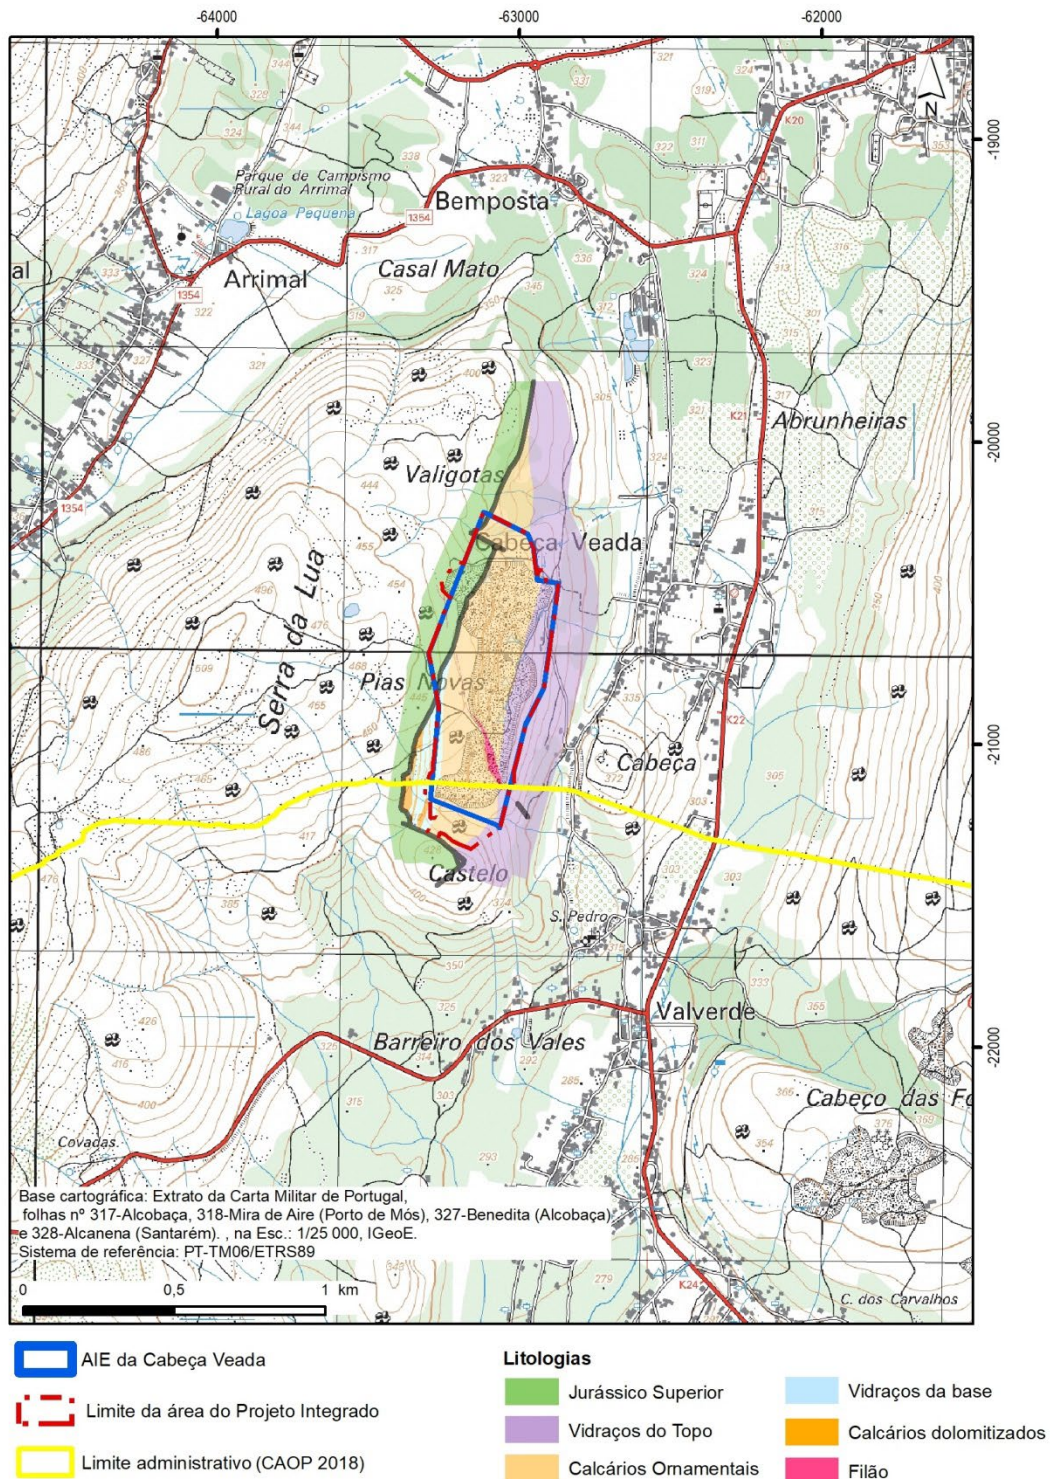 -64000
-63000
-62000
-19000
-20000
-21000
-22000
N
K20
Parque de Campismo
Rural do Arrimal
Lagoa Pequena
Bemposta
1354
Casal Mato
Arrimal
1354
al
1354
Valigotas
K21
Abrunheiras
Cabeça Veada
Serra da Lua
Pias Novas
K22
Cabeça
Castelo
S. Pedro
Valverde
Barreiro dos Vales
Cabeço das Fo
Covadas
K24
C. dos Carvalhos
Base cartográfica: Extrato da Carta Militar de Portugal,
folhas nº 317-Alcobaça, 318-Mira de Aire (Porto de Mós), 327-Benedita (Alcobaça)
e 328-Alcanena (Santarém). , na Esc.: 1/25 000, IGeoE.
Sistema de referência: PT-TM06/ETRS89
0 0,5 1 km
AIE da Cabeça Veada
Limite da área do Projeto Integrado
Limite administrativo (CAOP 2018)
Litologias
Jurássico Superior
Vidraços do Topo
Calcários Ornamentais
Vidraços da base
Calcários dolomitizados
Filão